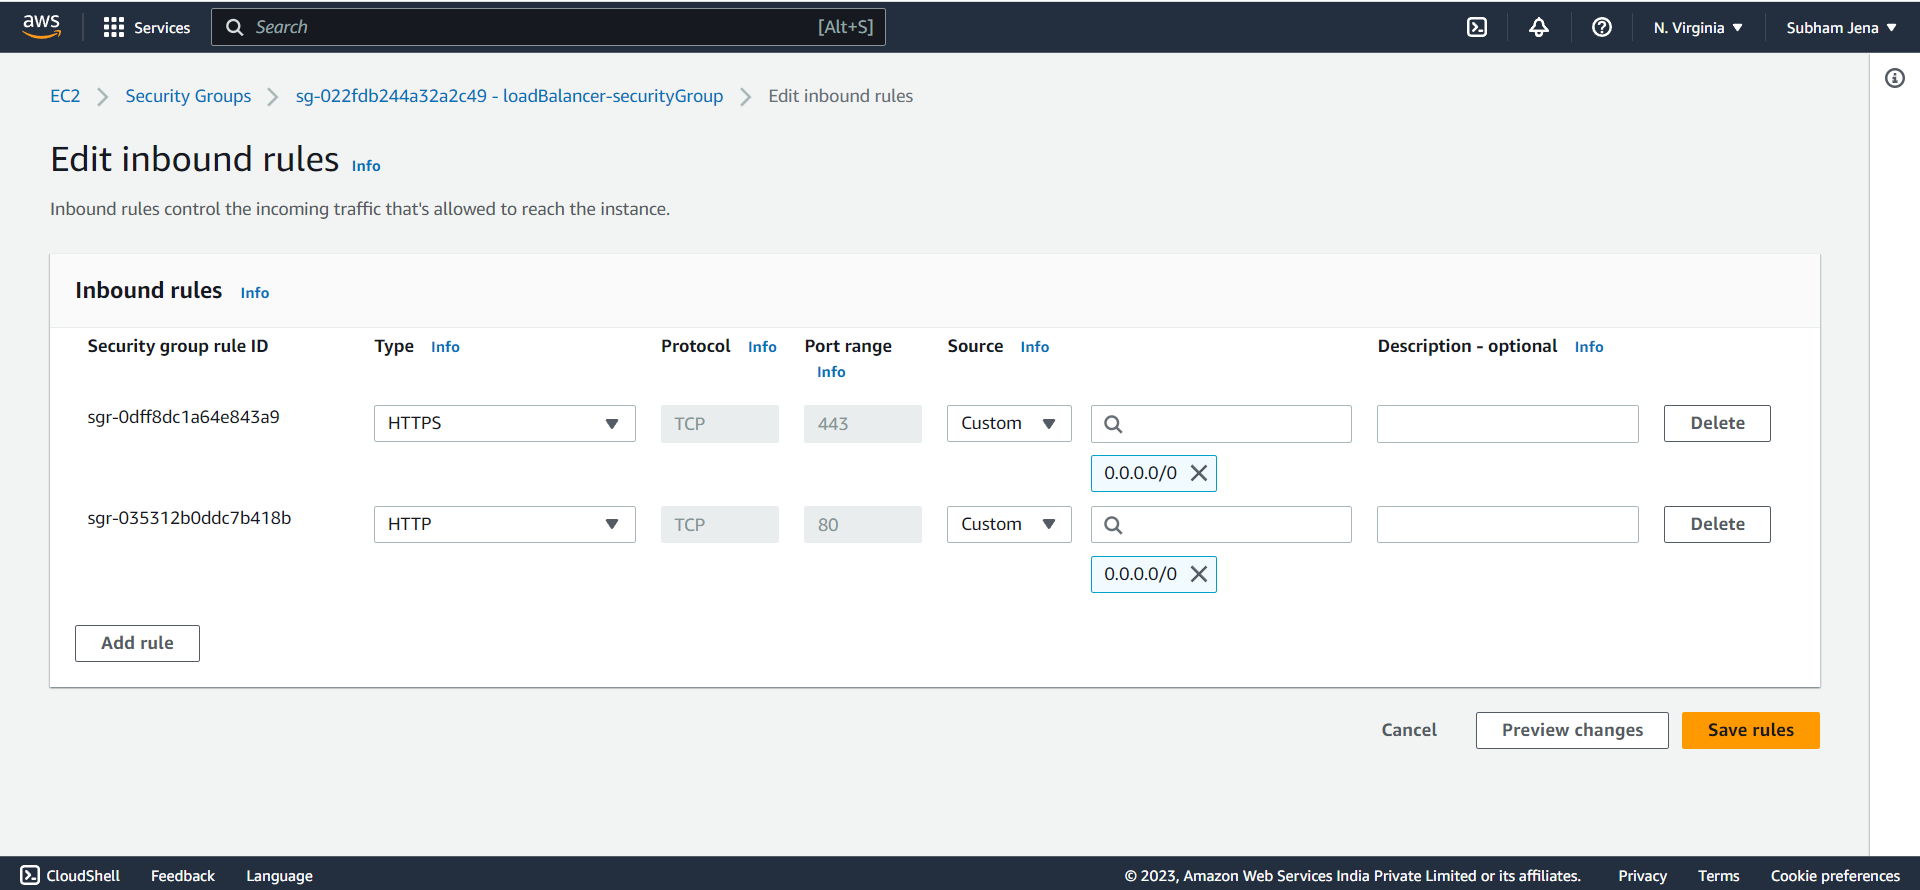 aws Services Search [Alt+S] N. Virginia Subham Jena
EC2 Security Groups sg-022fdb244a32a2c49 - loadBalancer-securityGroup Edit inbound rules
Edit inbound rules Info
Inbound rules control the incoming traffic that's allowed to reach the instance.
Inbound rules Info
Security group rule ID Type Info Protocol Info Port range Source Info Description - optional Info
Info
sgr-0dff8dc1a64e843a9 HTTPS TCP 443 Custom Delete
0.0.0.0/0
sgr-035312b0ddc7b418b HTTP TCP 80 Custom Delete
0.0.0.0/0
Add rule
Cancel Preview changes Save rules
CloudShell Feedback Language © 2023, Amazon Web Services India Private Limited or its affiliates. Privacy Terms Cookie preferences